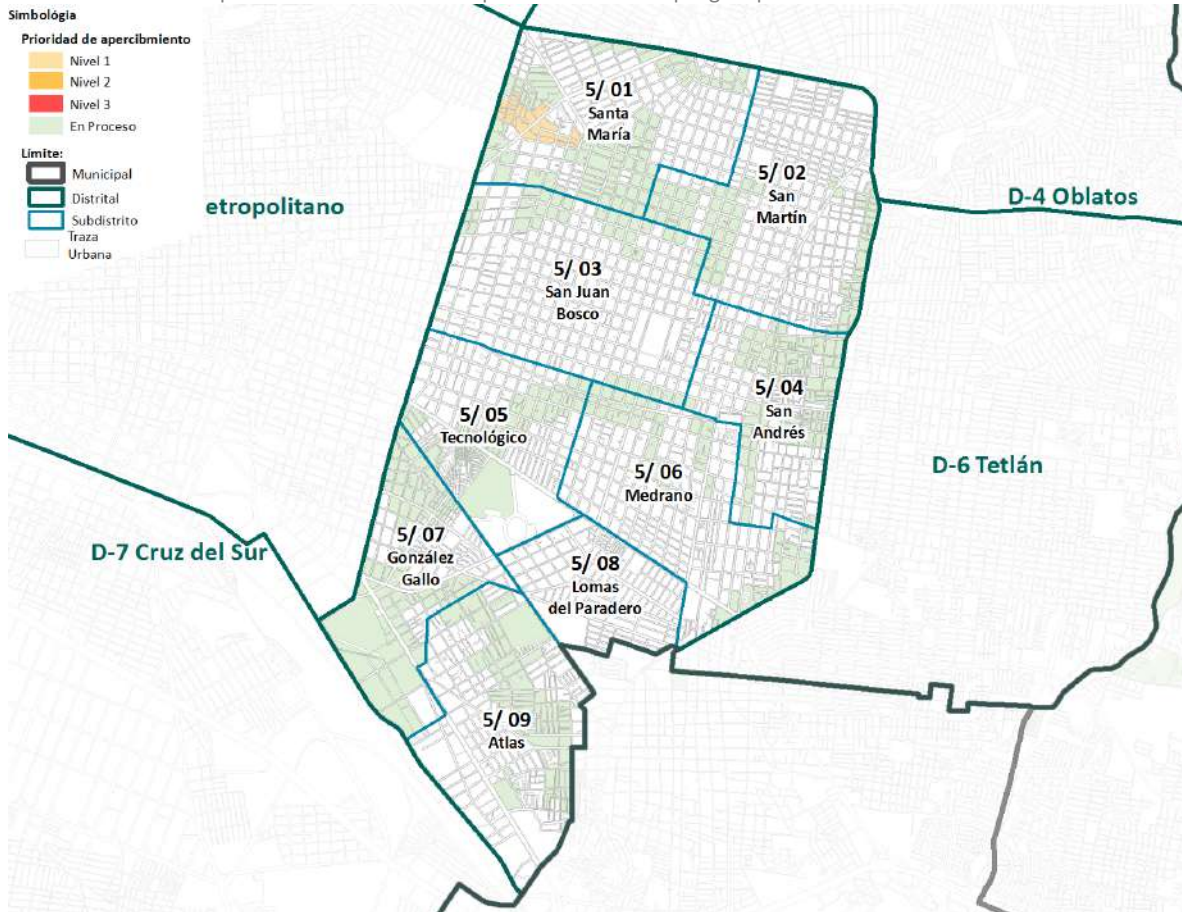 Simbología
Prioridad de apercibmiento
Nivel 1
Nivel 2
Nivel 3
En Proceso
Límite:
Municipal
Distrital
Subdistrito
Traza
Urbana
etropolitano
5/ 01
Santa
María
5/ 02
San
Martín
D-4 Oblatos
5/ 03
San Juan
Bosco
5/ 04
San
Andrés
5/ 05
Tecnológico
5/ 06
Medrano
D-6 Tetlán
5/ 07
González
Gallo
D-7 Cruz del Sur
5/ 08
Lomas
del Paradero
5/ 09
Atlas